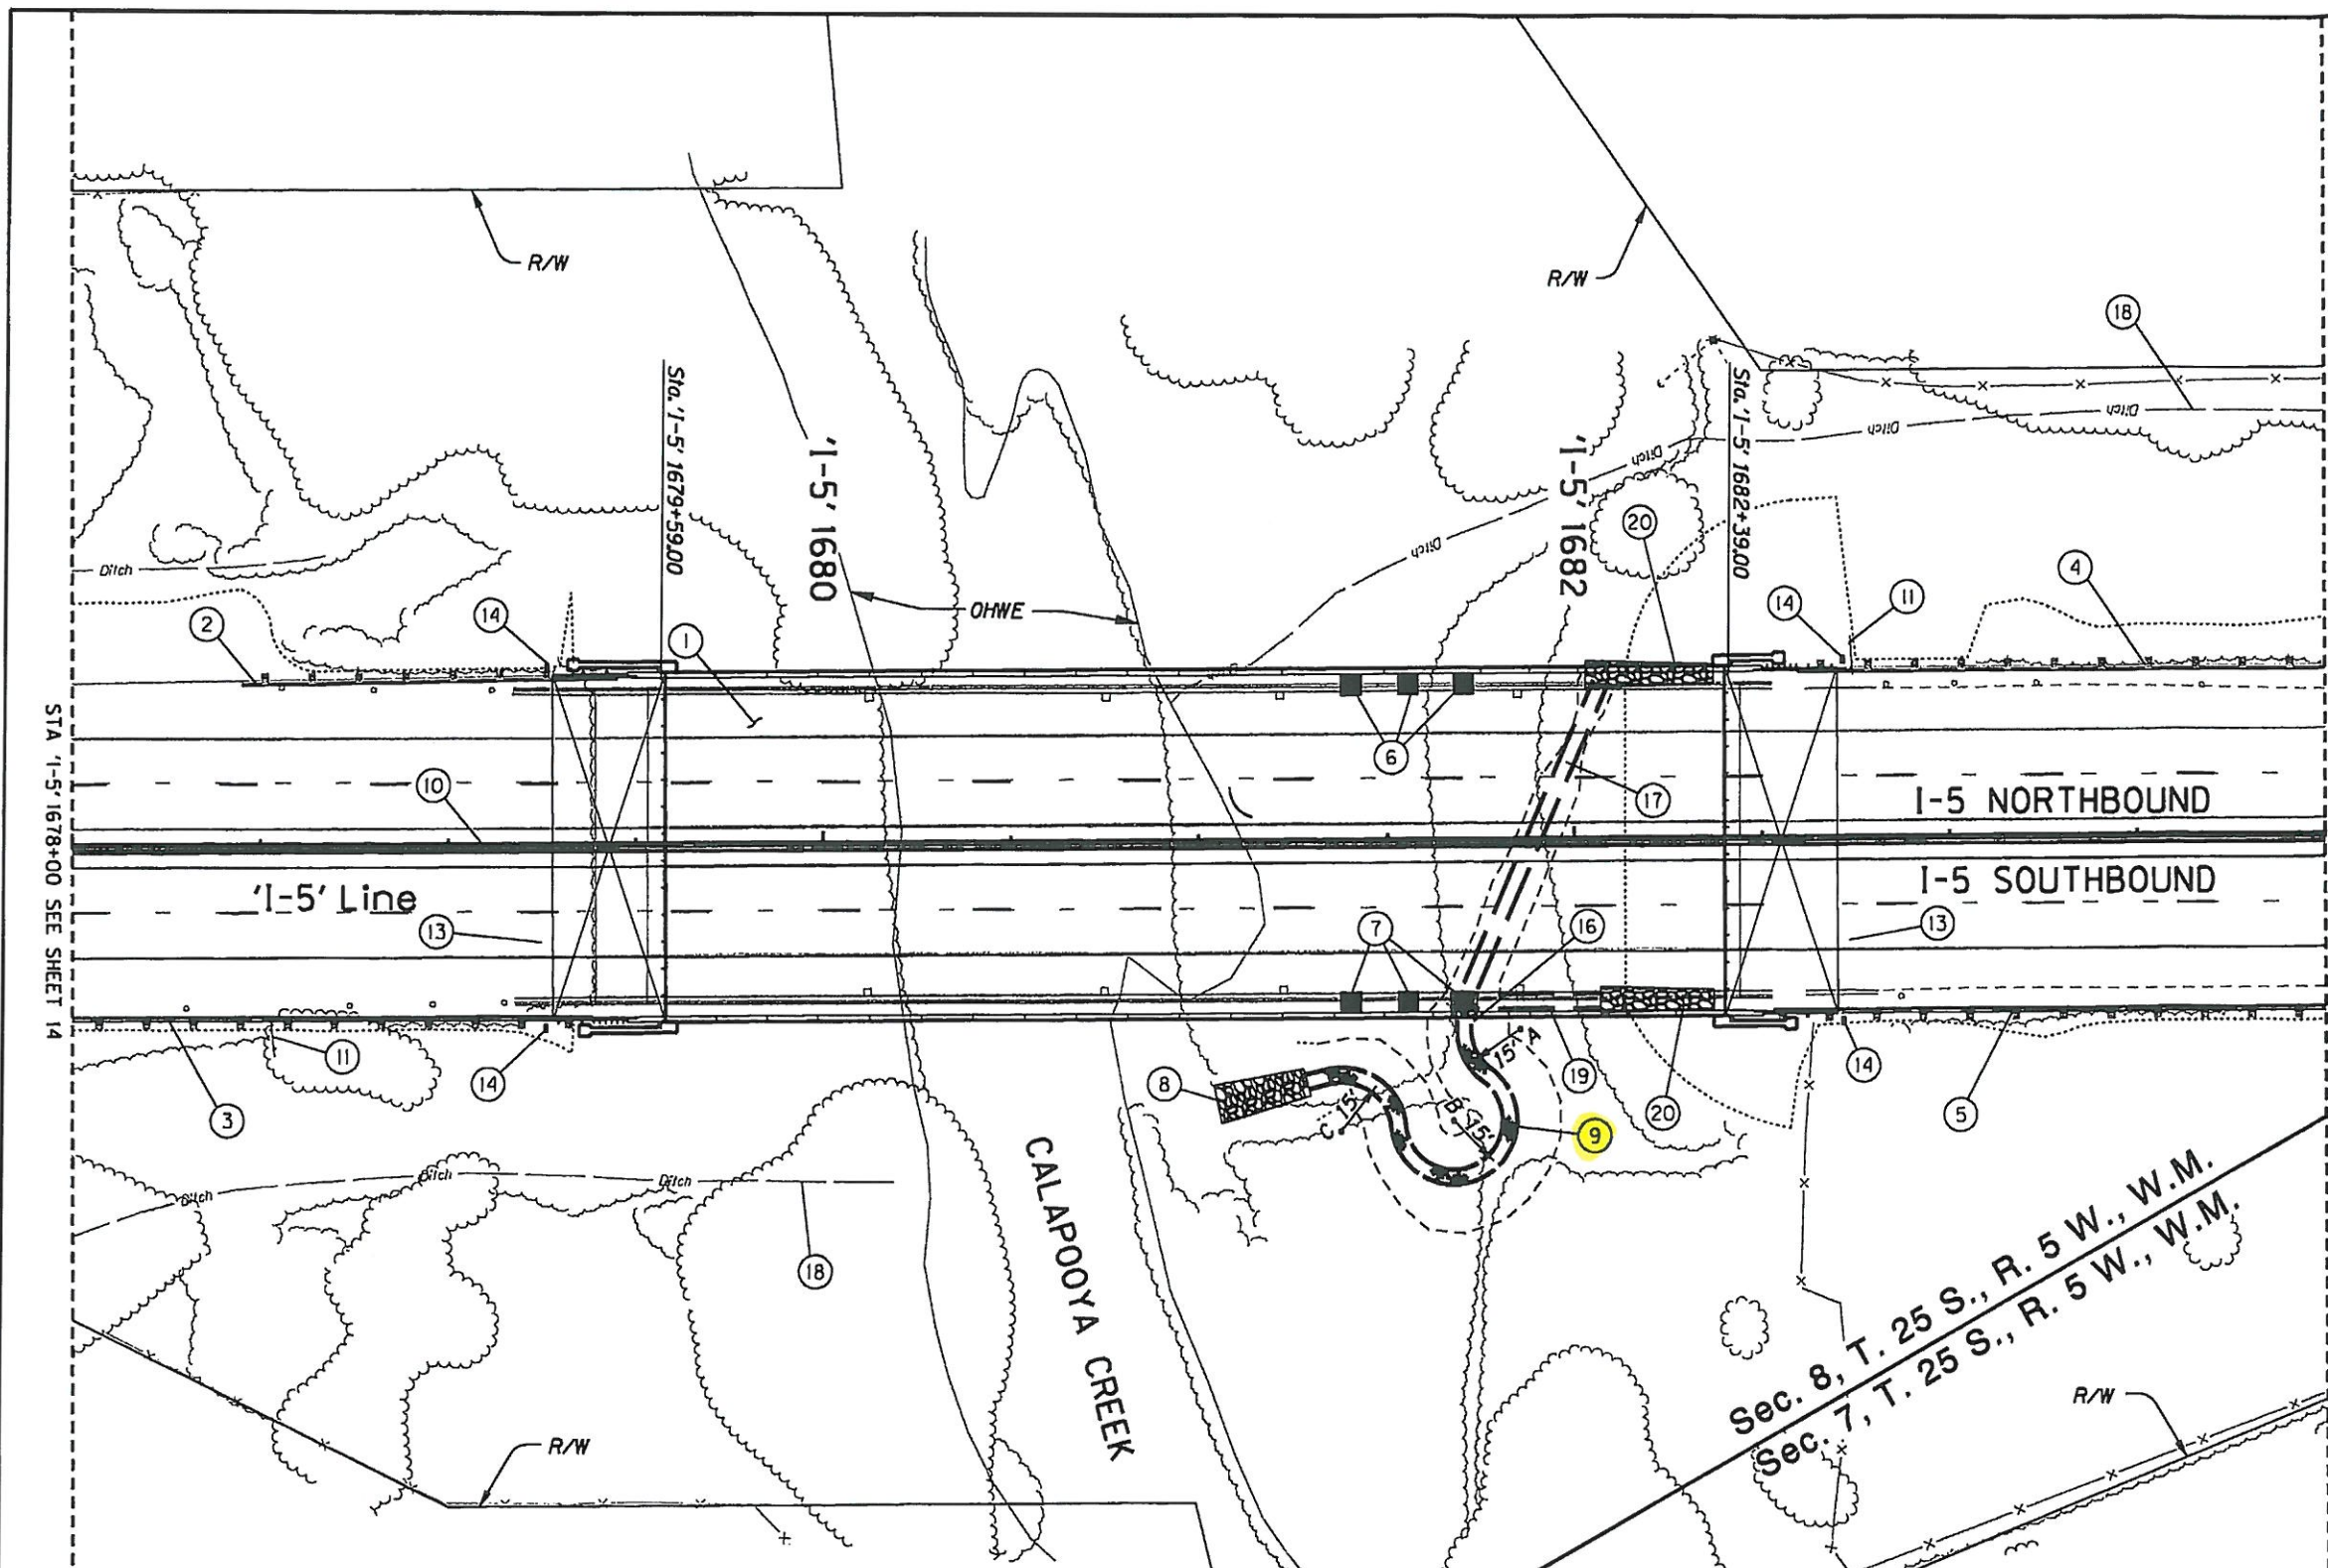 R/W
R/W
18
Ditch
Ditch
Ditch
Ditch
Sta. 'I-5' 1679+59.00
'I-5' 1680
'I-5' 1682
Sta. 'I-5' 1682+39.00
20
Ditch
OHWE
2
14
1
14
11
4
6
17
10
I-5 NORTHBOUND
I-5 SOUTHBOUND
'I-5' Line
13
7
16
13
STA 'I-5' 1678+00 SEE SHEET 14
11
14
3
8
15'
A
19
14
20
5
C
15'
B
15'
9
Ditch
Ditch
Ditch
18
CALAPOOYA CREEK
Sec. 8, T. 25 S., R. 5 W., W.M.
Sec. 7, T. 25 S., R. 5 W., W.M.
R/W
R/W